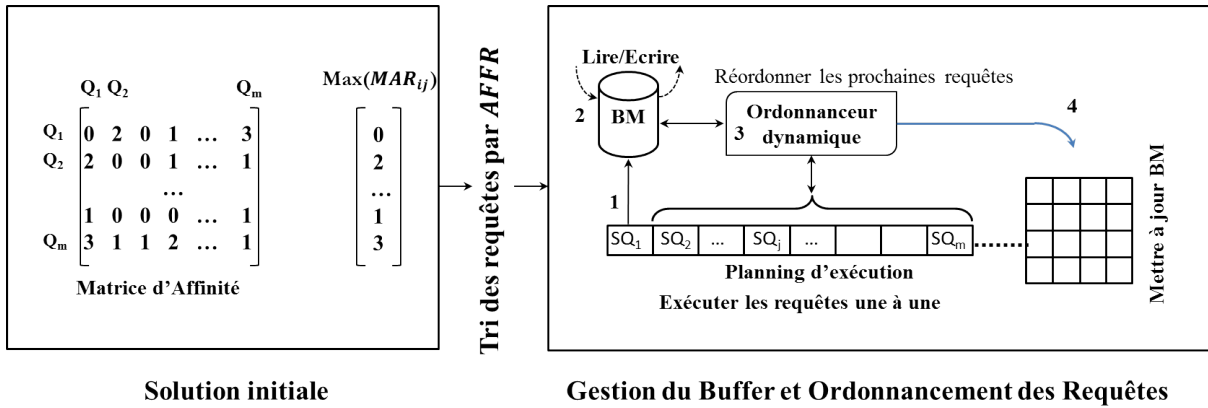 Q1 Q2 Qm
Q1 0 2 0 1 ... 3
Q2 2 0 0 1 ... 1
...
1 0 0 0 ... 1
Qm 3 1 1 2 ... 1
Matrice d'Affinité
Max(MARij)
0
2
...
1
3
Solution initiale
Tri des requêtes par AFFR
Lire/Ecrire
2
BM
Réordonner les prochaines requêtes
3
Ordonnanceur
dynamique
4
1
SQ1 SQ2 ... SQj ... SQm
Planning d'exécution
Exécuter les requêtes une à une
Mettre à jour BM
Gestion du Buffer et Ordonnancement des Requêtes